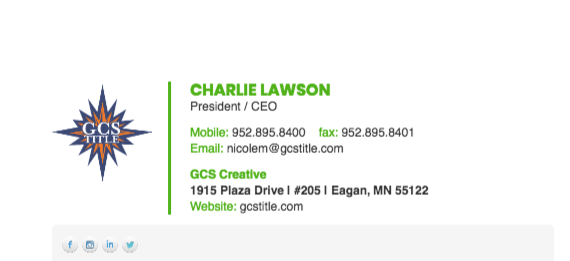 GCS
TITLE
CHARLIE LAWSON
President / CEO
Mobile: 952.895.8400 fax: 952.895.8401
Email: nicolem@gcstitle.com
GCS Creative
1915 Plaza Drive I #205 I Eagan, MN 55122
Website: gcstitle.com
f in